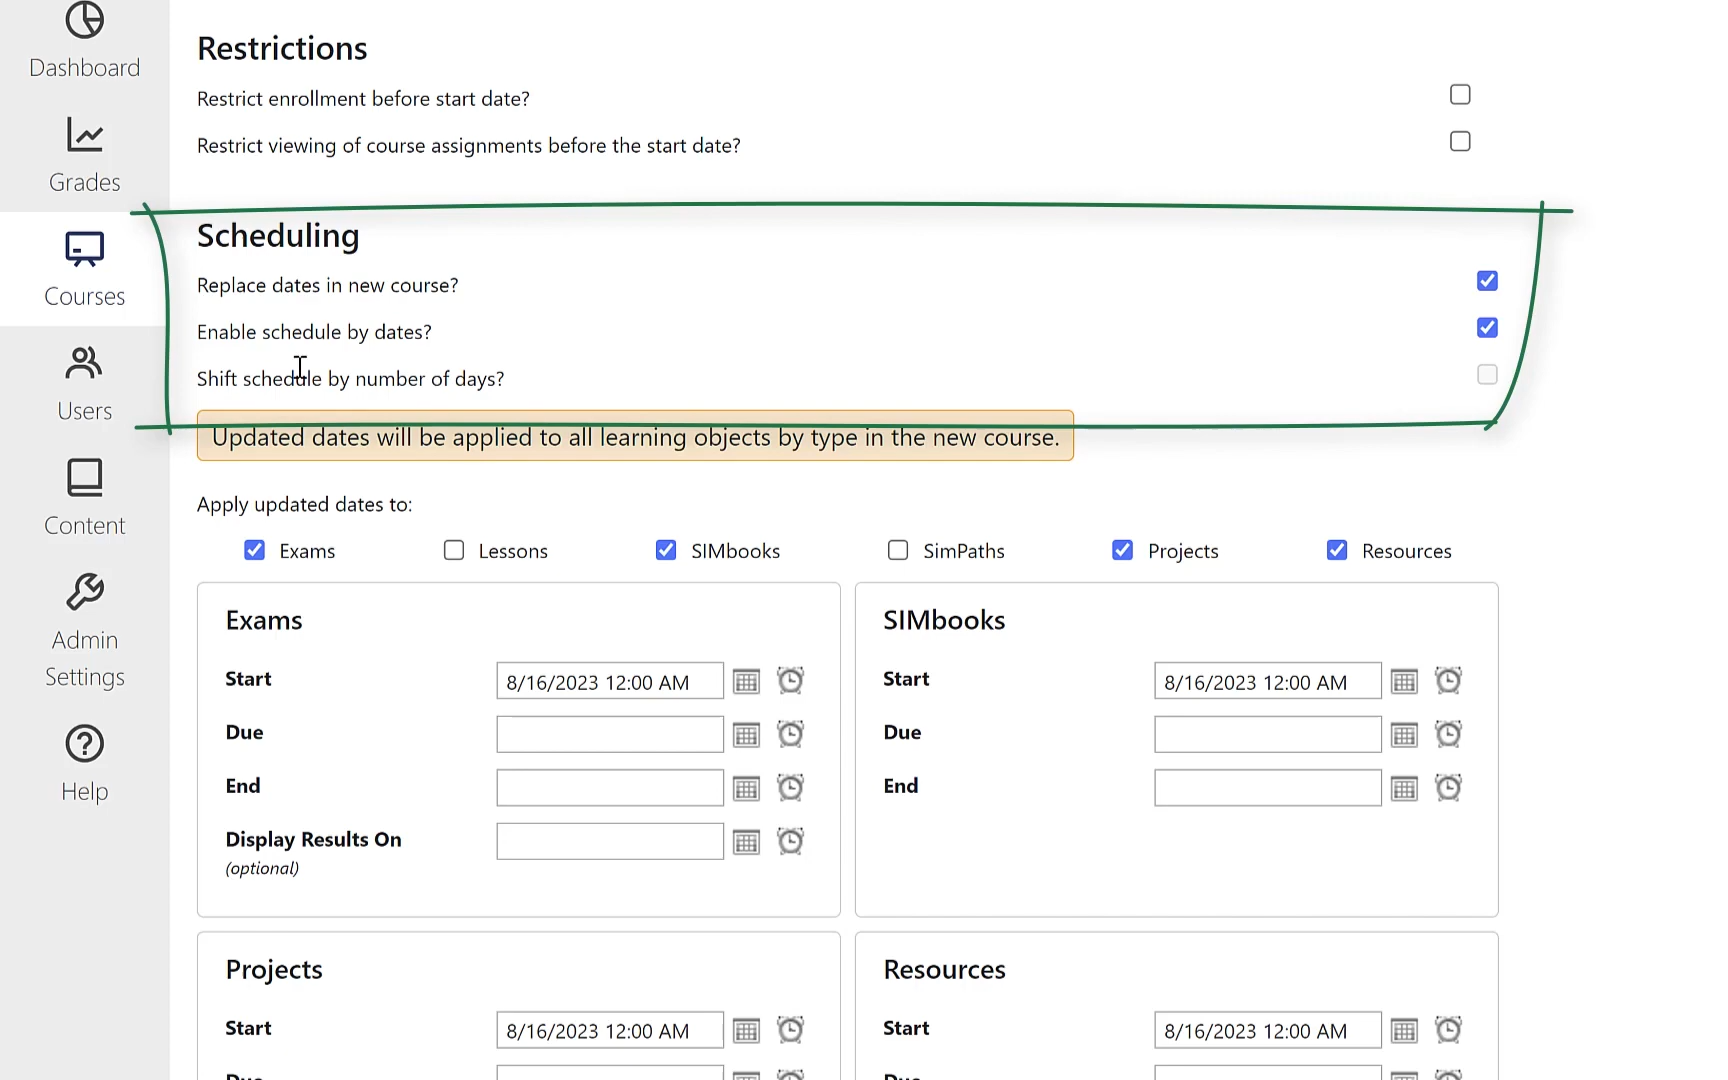 Dashboard
Grades
Courses
Users
Content
Admin
Settings
Help
Restrictions
Restrict enrollment before start date?
Restrict viewing of course assignments before the start date?
Scheduling
Replace dates in new course?
Enable schedule by dates?
Shift schedule by number of days?
Updated dates will be applied to all learning objects by type in the new course.
Apply updated dates to:
Exams Lessons SIMbooks SimPaths Projects Resources
Exams
Start 8/16/2023 12:00 AM
Due
End
Display Results On
(optional)
SIMbooks
Start 8/16/2023 12:00 AM
Due
End
Projects
Start 8/16/2023 12:00 AM
Due
Resources
Start 8/16/2023 12:00 AM
Due